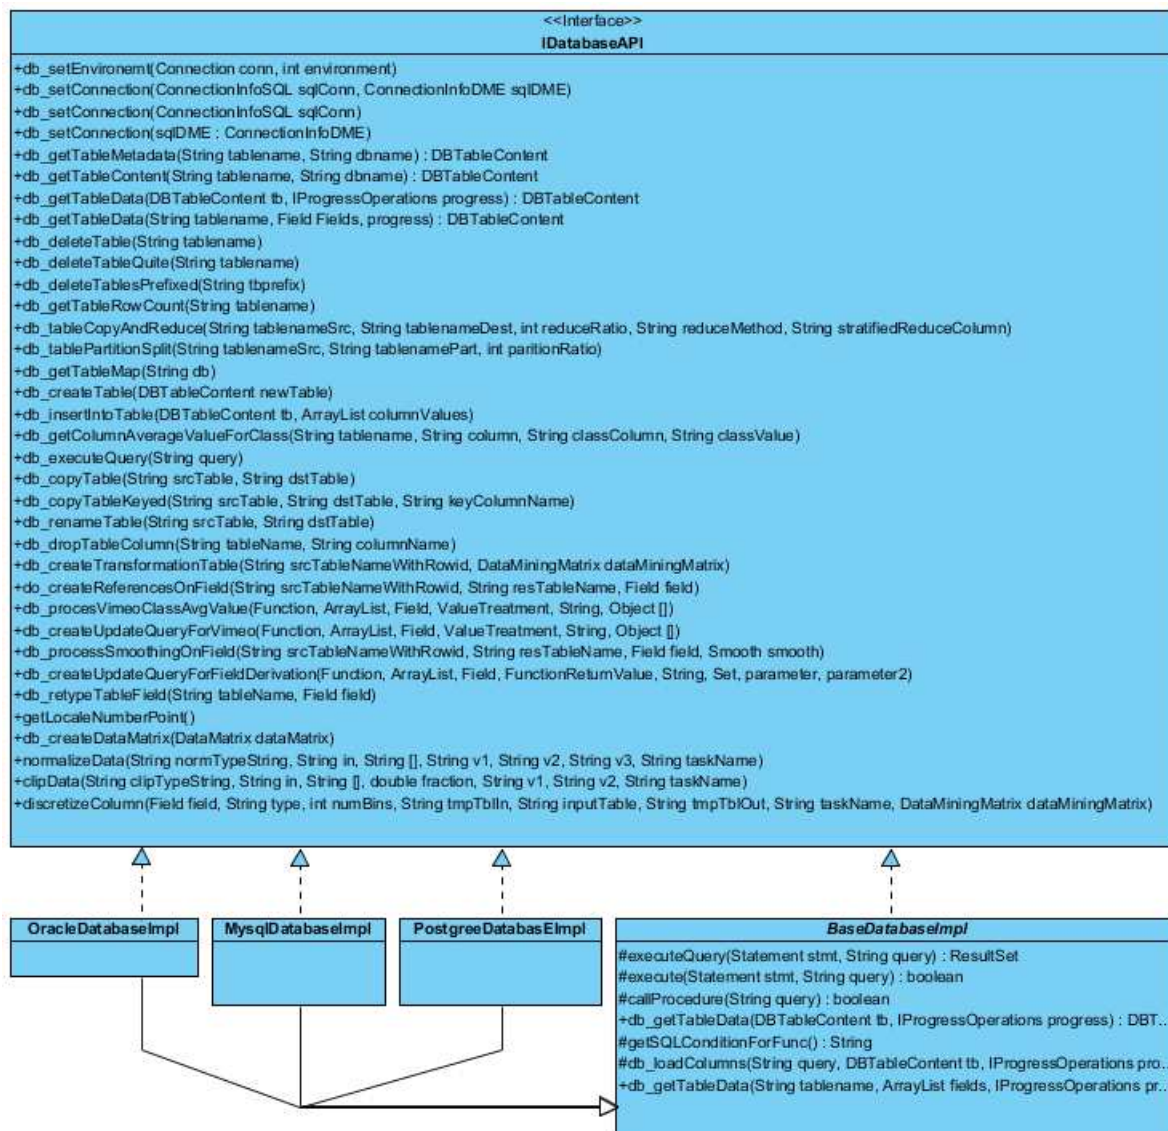 <<Interface>>
IDatabaseAPI
+db_setEnvironemt(Connection conn, int environment)
+db_setConnection(ConnectionInfoSQL sqlConn, ConnectionInfoDME sqlDME)
+db_setConnection(ConnectionInfoSQL sqlConn)
+db_setConnection(sqlDME : ConnectionInfoDME)
+db_getTableMetadata(String tablename, String dbname) : DBTableContent
+db_getTableContent(String tablename, String dbname) : DBTableContent
+db_getTableData(DBTableContent tb, IProgressOperations progress) : DBTableContent
+db_getTableData(String tablename, Field Fields, progress) : DBTableContent
+db_deleteTable(String tablename)
+db_deleteTableQuite(String tablename)
+db_deleteTablesPrefixed(String tbprefix)
+db_getTableRowCount(String tablename)
+db_tableCopyAndReduce(String tablenameSrc, String tablenameDest, int reduceRatio, String reduceMethod, String stratifiedReduceColumn)
+db_tablePartitionSplit(String tablenameSrc, String tablenamePart, int paritionRatio)
+db_getTableMap(String db)
+db_createTable(DBTableContent newTable)
+db_insertIntoTable(DBTableContent tb, ArrayList columnValues)
+db_getColumnAverageValueForClass(String tablename, String column, String classColumn, String classValue)
+db_executeQuery(String query)
+db_copyTable(String srcTable, String dstTable)
+db_copyTableKeyed(String srcTable, String dstTable, String keyColumnName)
+db_renameTable(String srcTable, String dstTable)
+db_dropTableColumn(String tableName, String columnName)
+db_createTransformationTable(String srcTableNameWithRowid, DataMiningMatrix dataMiningMatrix)
+do_createReferencesOnField(String srcTableNameWithRowid, String resTableName, Field field)
+db_procesVimeoClassAvgValue(Function, ArrayList, Field, ValueTreatment, String, Object [])
+db_createUpdateQueryForVimeo(Function, ArrayList, Field, ValueTreatment, String, Object [])
+db_processSmoothingOnField(String srcTableNameWithRowid, String resTableName, Field field, Smooth smooth)
+db_createUpdateQueryForFieldDerivation(Function, ArrayList, Field, FunctionReturnValue, String, Set, parameter, parameter2)
+db_retypeTableField(String tableName, Field field)
+getLocaleNumberPoint()
+db_createDataMatrix(DataMatrix dataMatrix)
+normalizeData(String normTypeString, String in, String [], String v1, String v2, String v3, String taskName)
+clipData(String clipTypeString, String in, String [], double fraction, String v1, String v2, String taskName)
+discretizeColumn(Field field, String type, int numBins, String tmpTblIn, String inputTable, String tmpTblOut, String taskName, DataMiningMatrix dataMiningMatrix)
OracleDatabaseImpl
MysqlDatabaseImpl
PostgreeDatabasEImpl
BaseDatabaseImpl
#executeQuery(Statement stmt, String query) : ResultSet
#execute(Statement stmt, String query) : boolean
#callProcedure(String query) : boolean
+db_getTableData(DBTableContent tb, IProgressOperations progress) : DBT...
#getSQLConditionForFunc() : String
#db_loadColumns(String query, DBTableContent tb, IProgressOperations pro...
+db_getTableData(String tablename, ArrayList fields, IProgressOperations pr...